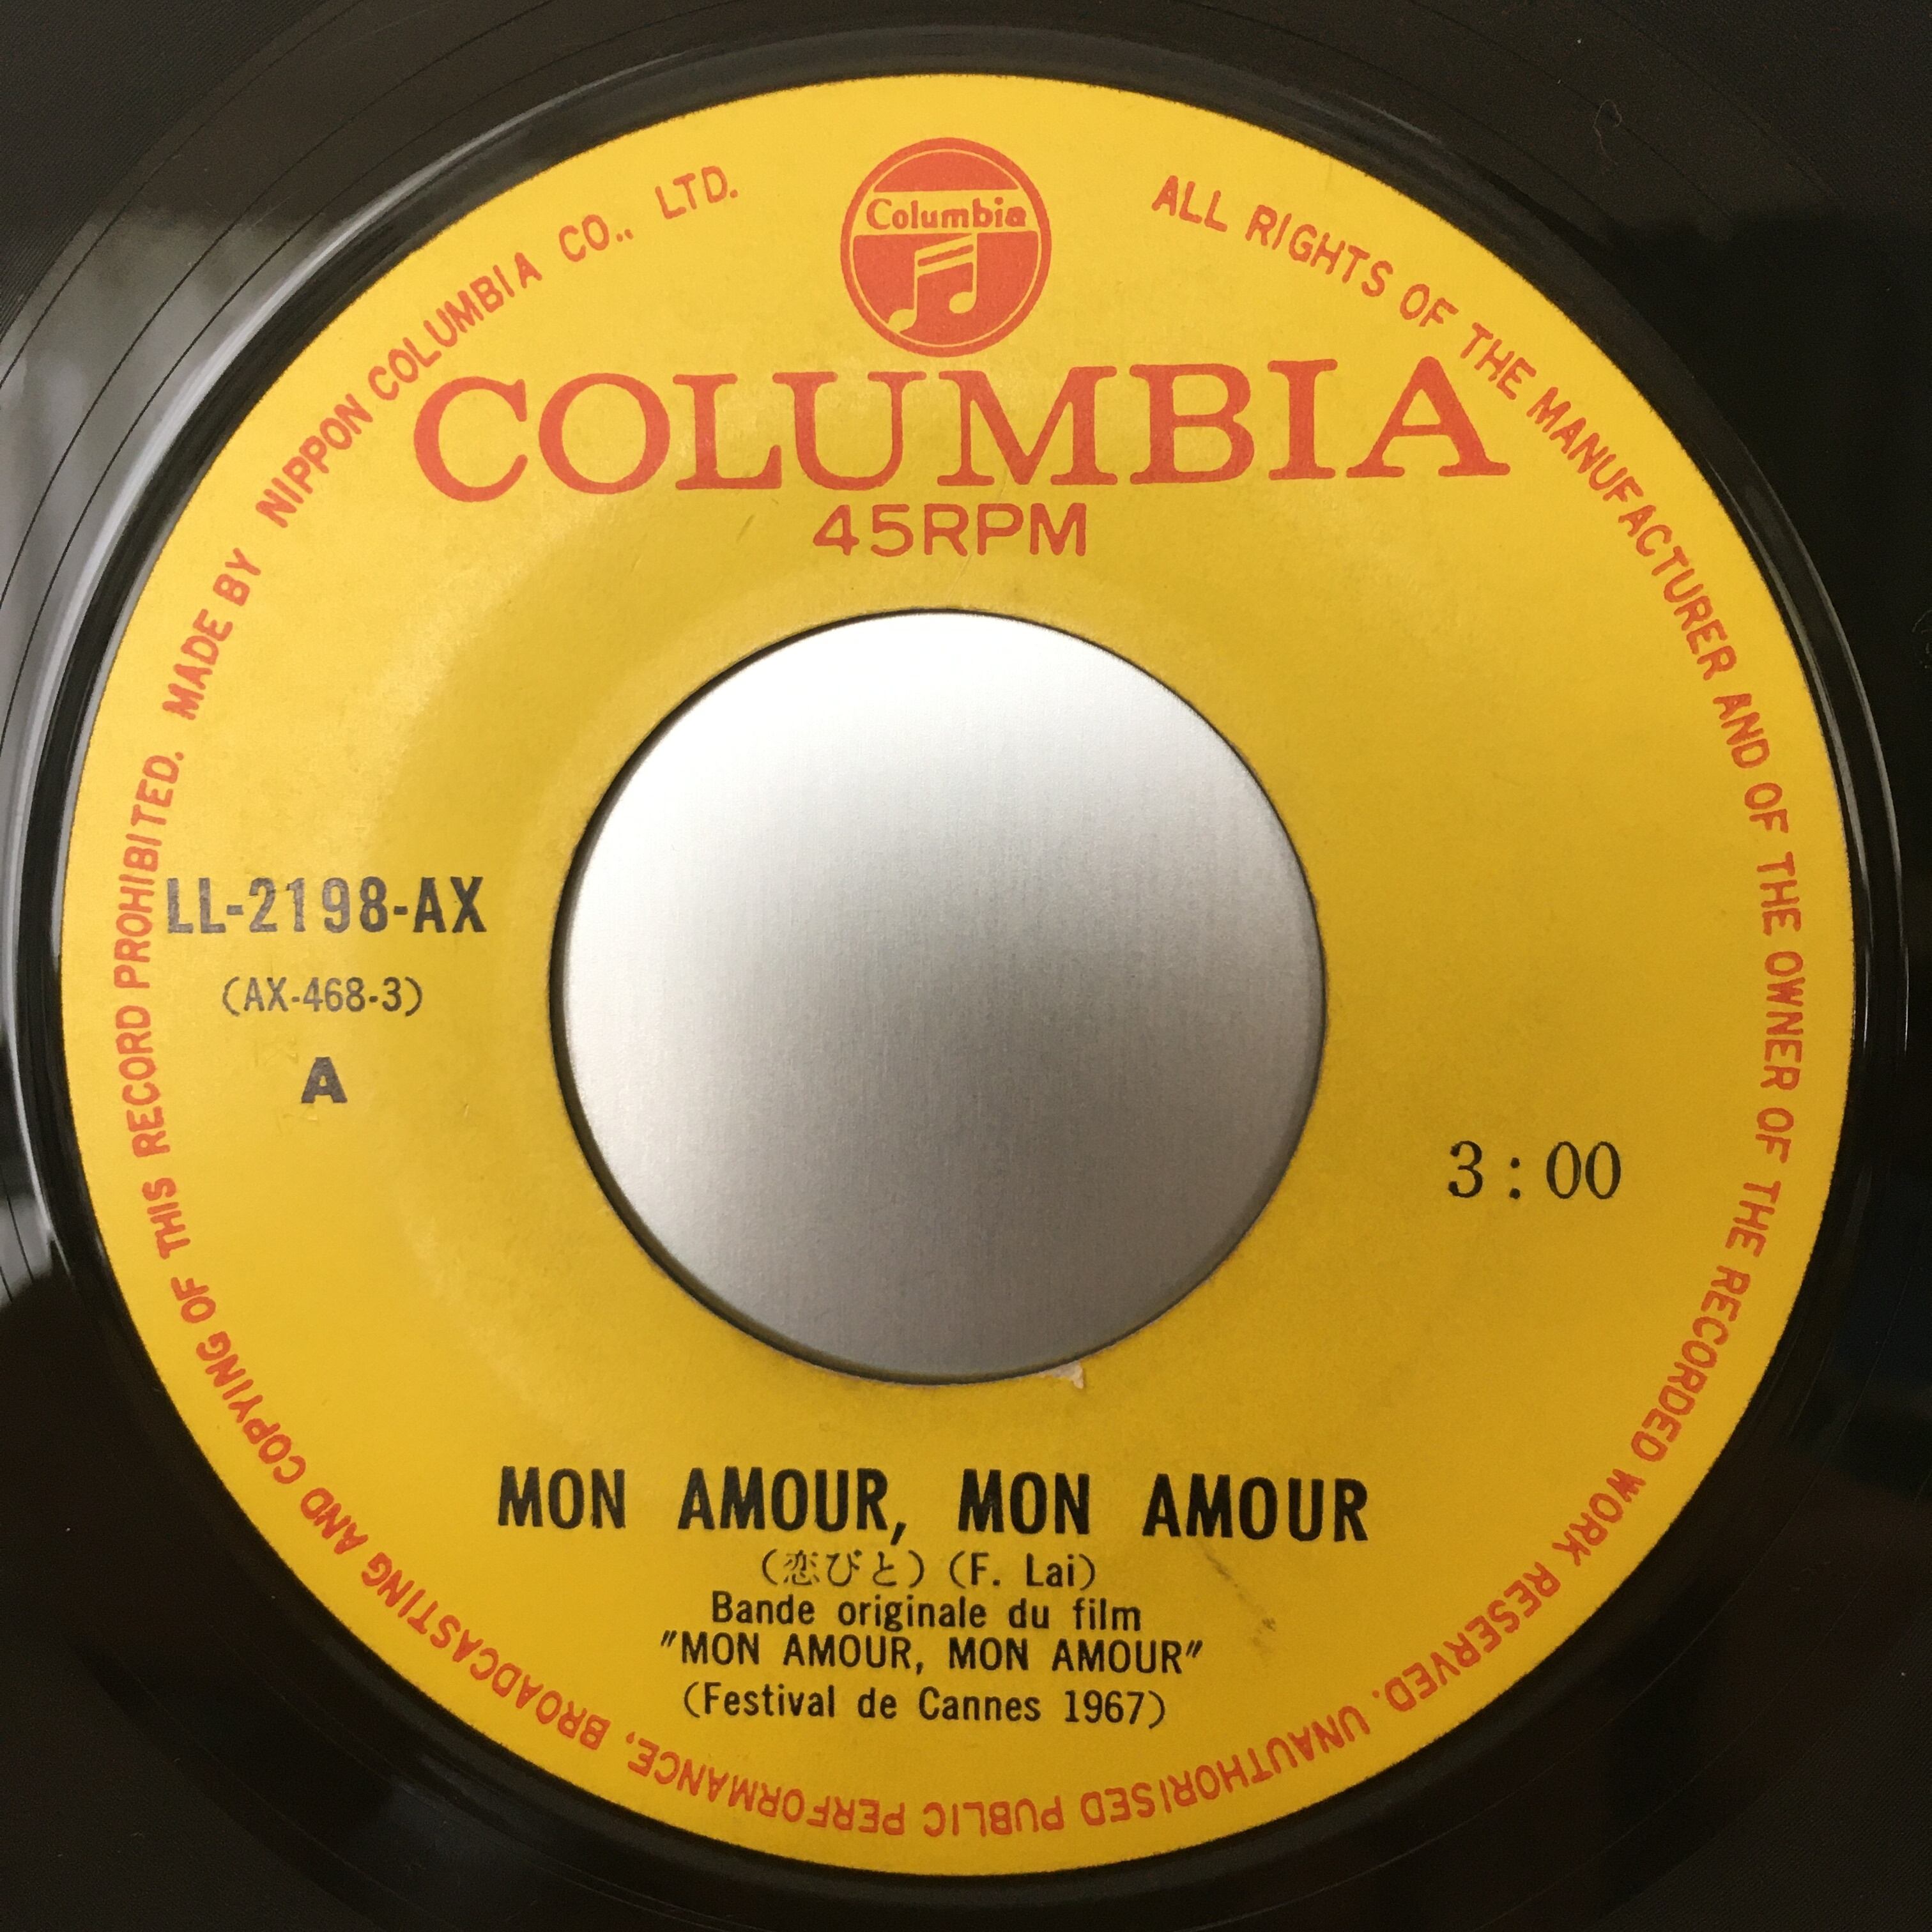 Columbia
COLUMBIA
45RPM
ALL RIGHTS OF THE MANUFACTURER AND OF THE OWNER OF THE RECORDED WORK RESERVED. UNAUTHORISED PUBLIC PERFORMANCE, BROADCASTING AND COPYING OF THIS RECORD PROHIBITED. MADE BY NIPPON COLUMBIA CO., LTD.
LL-2198-AX
(AX-468-3)
A
3:00
MON AMOUR, MON AMOUR
(恋びと) (F. Lai)
Bande originale du film
"MON AMOUR, MON AMOUR"
(Festival de Cannes 1967)